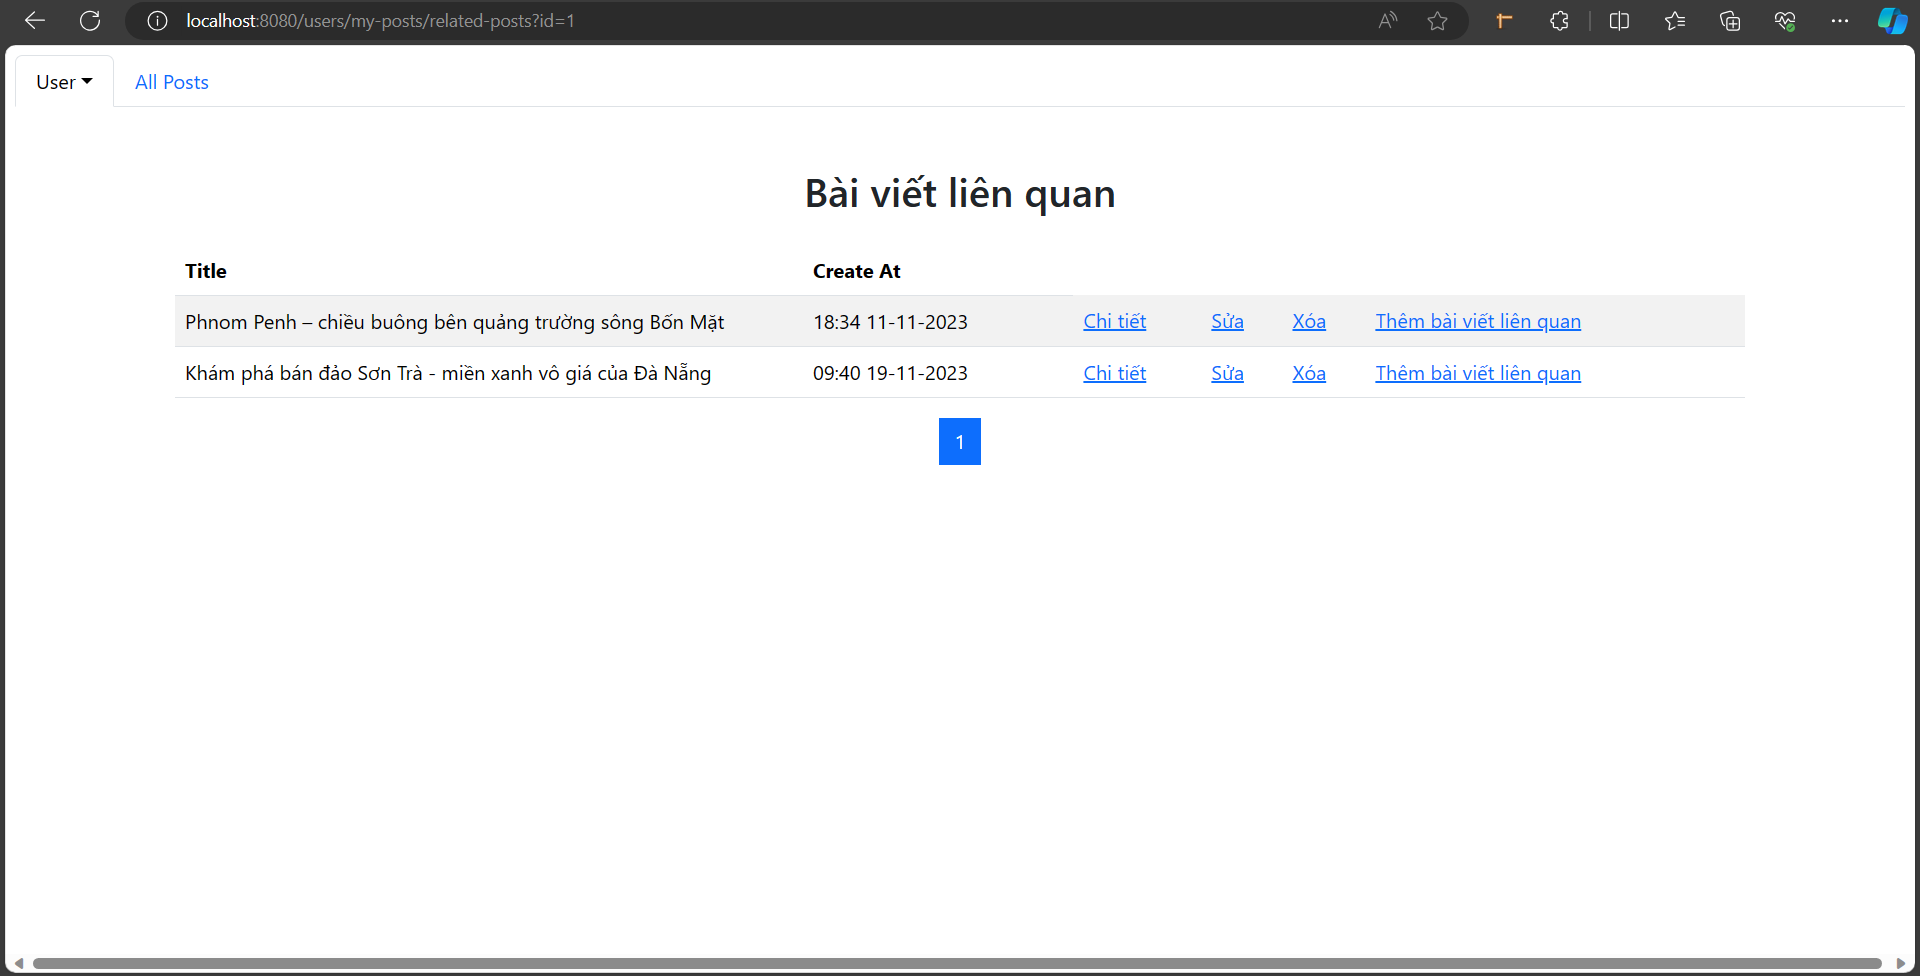 localhost:8080/users/my-posts/related-posts?id=1
User All Posts
Bài viết liên quan
Title Create At
Phnom Penh – chiều buông bên quảng trường sông Bốn Mặt 18:34 11-11-2023 Chi tiết Sửa Xóa Thêm bài viết liên quan
Khám phá bán đảo Sơn Trà - miền xanh vô giá của Đà Nẵng 09:40 19-11-2023 Chi tiết Sửa Xóa Thêm bài viết liên quan
1